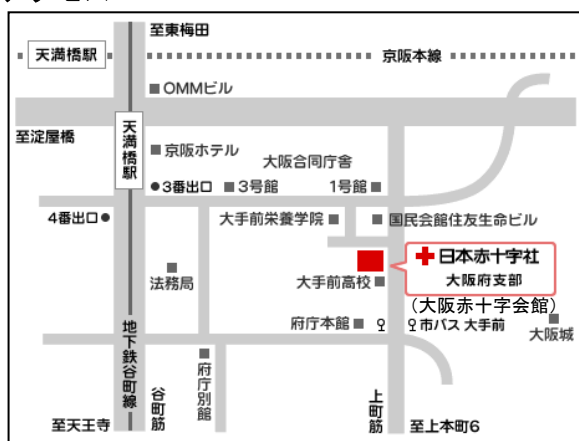 至東梅田
天満橋駅
京阪本線
OMMビル
至淀屋橋
天満橋駅
京阪ホテル
大阪合同庁舎
3番出口
3号館
1号館
4番出口
大手前栄養学院
国民会館住友生命ビル
日本赤十字社
大阪府支部
(大阪赤十字会館)
法務局
大手前高校
府庁本館
市バス 大手前
大阪城
地下鉄谷町線
府庁別館
谷町筋
上町筋
至天王寺
至上本町6